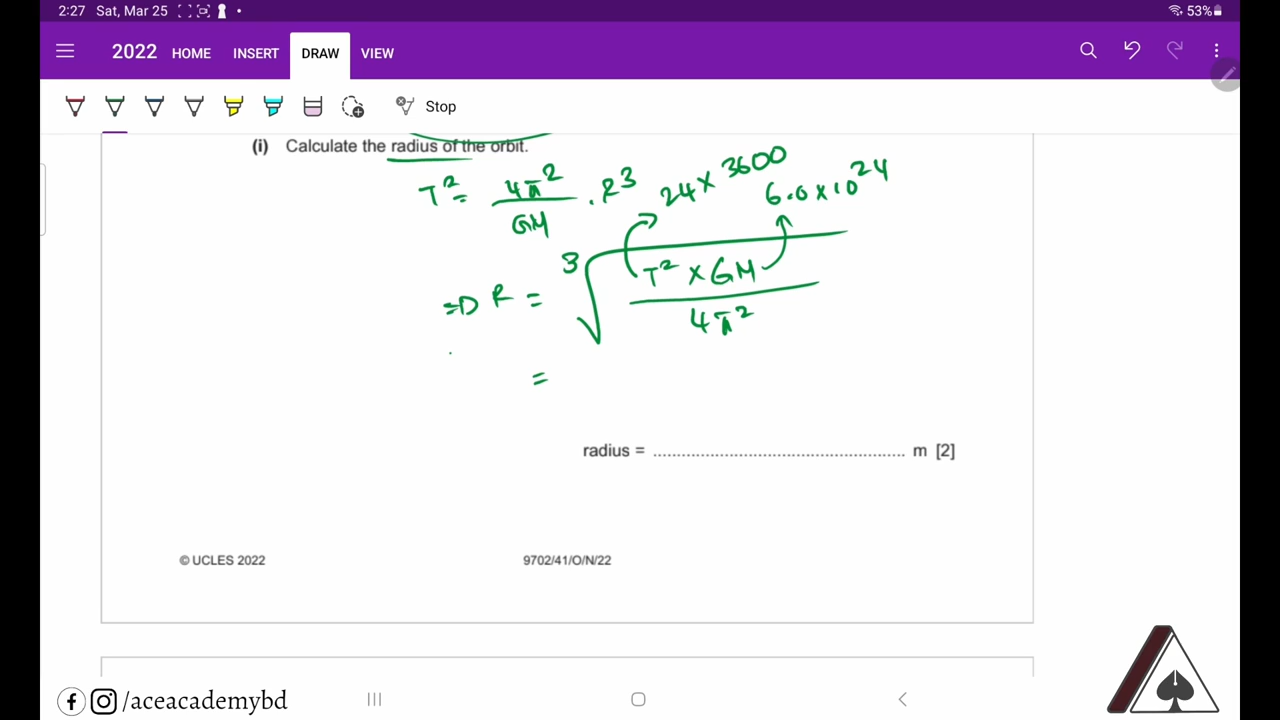 2:27 Sat, Mar 25
53%
2022 HOME INSERT DRAW VIEW
Stop
(i) Calculate the radius of the orbit.
T² = 4π²/GM . R³
24 × 3600
6.0 × 10²⁴
=D R = ³√(T² × GM / 4π²)
=
radius = .................................................... m [2]
© UCLES 2022
9702/41/O/N/22
/aceacademybd